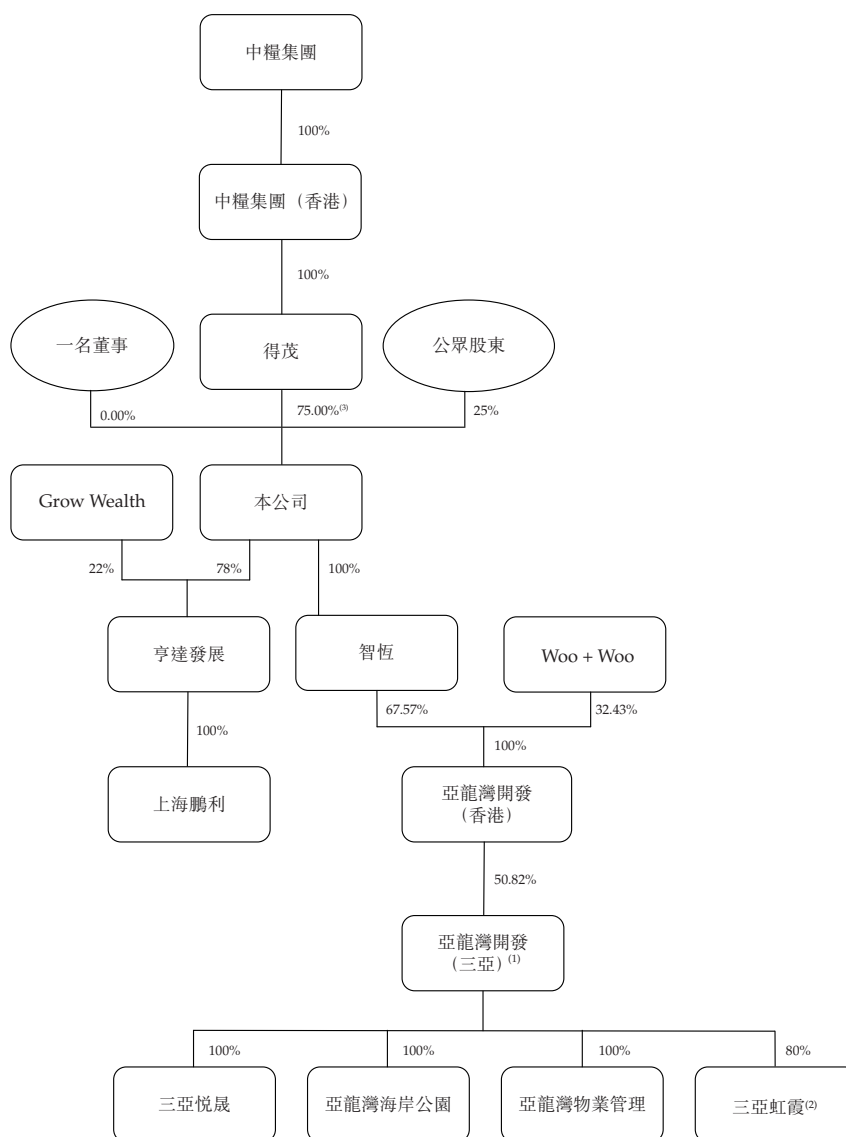 中糧集團
100%
中糧集團（香港）
100%
一名董事
得茂
公眾股東
0.00%
75.00%(3)
25%
Grow Wealth
本公司
22%
78%
100%
亨達發展
智恆
Woo + Woo
67.57%
32.43%
100%
100%
上海鵬利
亞龍灣開發
（香港）
50.82%
亞龍灣開發
（三亞）(1)
100%
100%
100%
80%
三亞悦晟
亞龍灣海岸公園
亞龍灣物業管理
三亞虹霞(2)